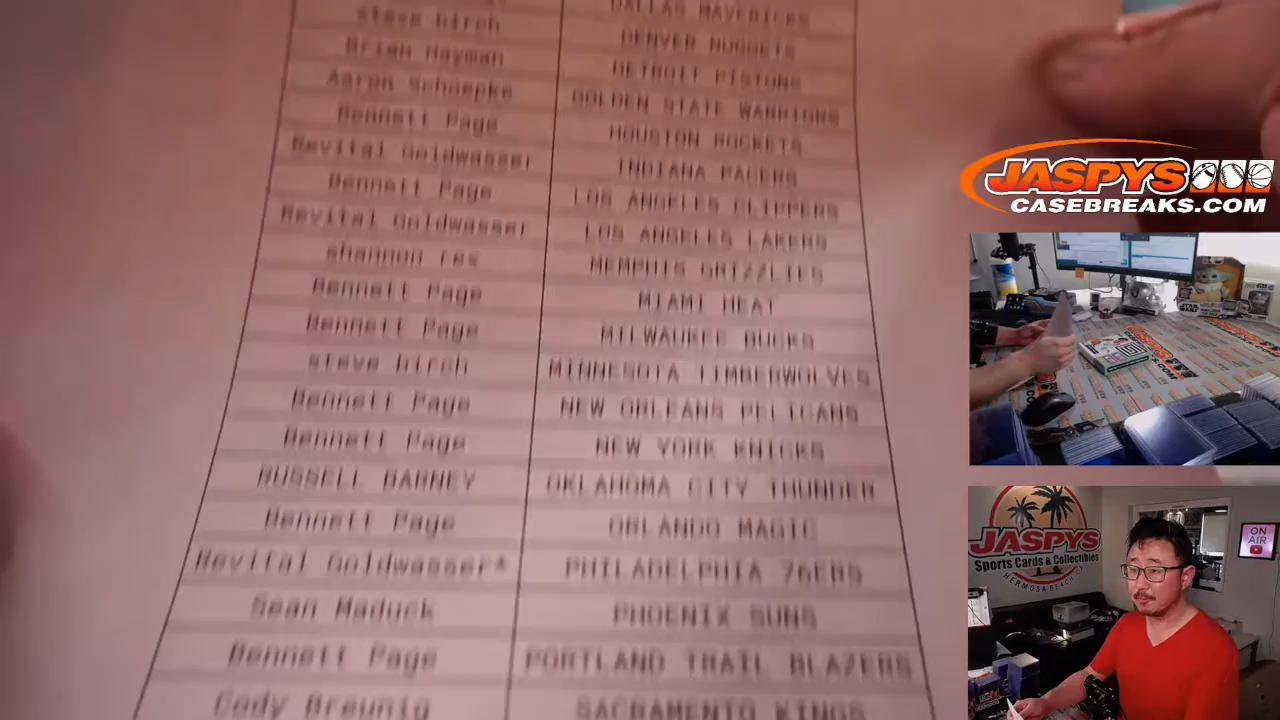 DALLAS MAVERICKS
steve birch DENVER NUGGETS
Brian Hayman DETROIT PISTONS
Aaron Schoepke GOLDEN STATE WARRIORS
Bennett Page HOUSTON ROCKETS
Revital Goldwasser INDIANA PACERS
Bennett Page LOS ANGELES CLIPPERS
Revital Goldwasser LOS ANGELES LAKERS
shannon rex MEMPHIS GRIZZLIES
Bennett Page MIAMI HEAT
Bennett Page MILWAUKEE BUCKS
steve birch MINNESOTA TIMBERWOLVES
Bennett Page NEW ORLEANS PELICANS
Bennett Page NEW YORK KNICKS
RUSSELL BARNEY OKLAHOMA CITY THUNDER
Bennett Page ORLANDO MAGIC
Revital Goldwasser* PHILADELPHIA 76ERS
Sean Maduck PHOENIX SUNS
Bennett Page PORTLAND TRAIL BLAZERS
Cody Breunig SACRAMENTO KINGS
JASPYS
CASEBREAKS.COM
JASPYS
Sports Cards & Collectibles
HERMOSA BEACH CA
ON AIR